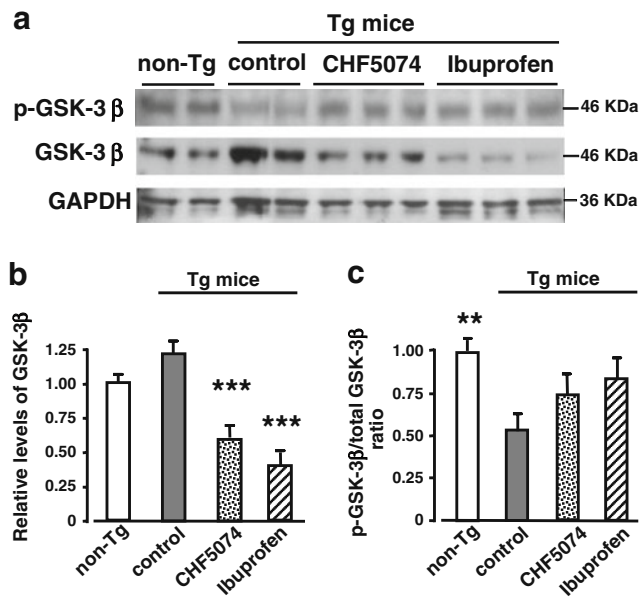 a
Tg mice
non-Tg control CHF5074 Ibuprofen
p-GSK-3 β 46 KDa
GSK-3 β 46 KDa
GAPDH 36 KDa
b
Tg mice
Relative levels of GSK-3β
1.25
1.00
0.75
0.50
0.25
0
***
***
non-Tg
control
CHF5074
Ibuprofen
c
Tg mice
p-GSK-3β/total GSK-3β
ratio
1.00
0.75
0.50
0.25
0
**
non-Tg
control
CHF5074
Ibuprofen